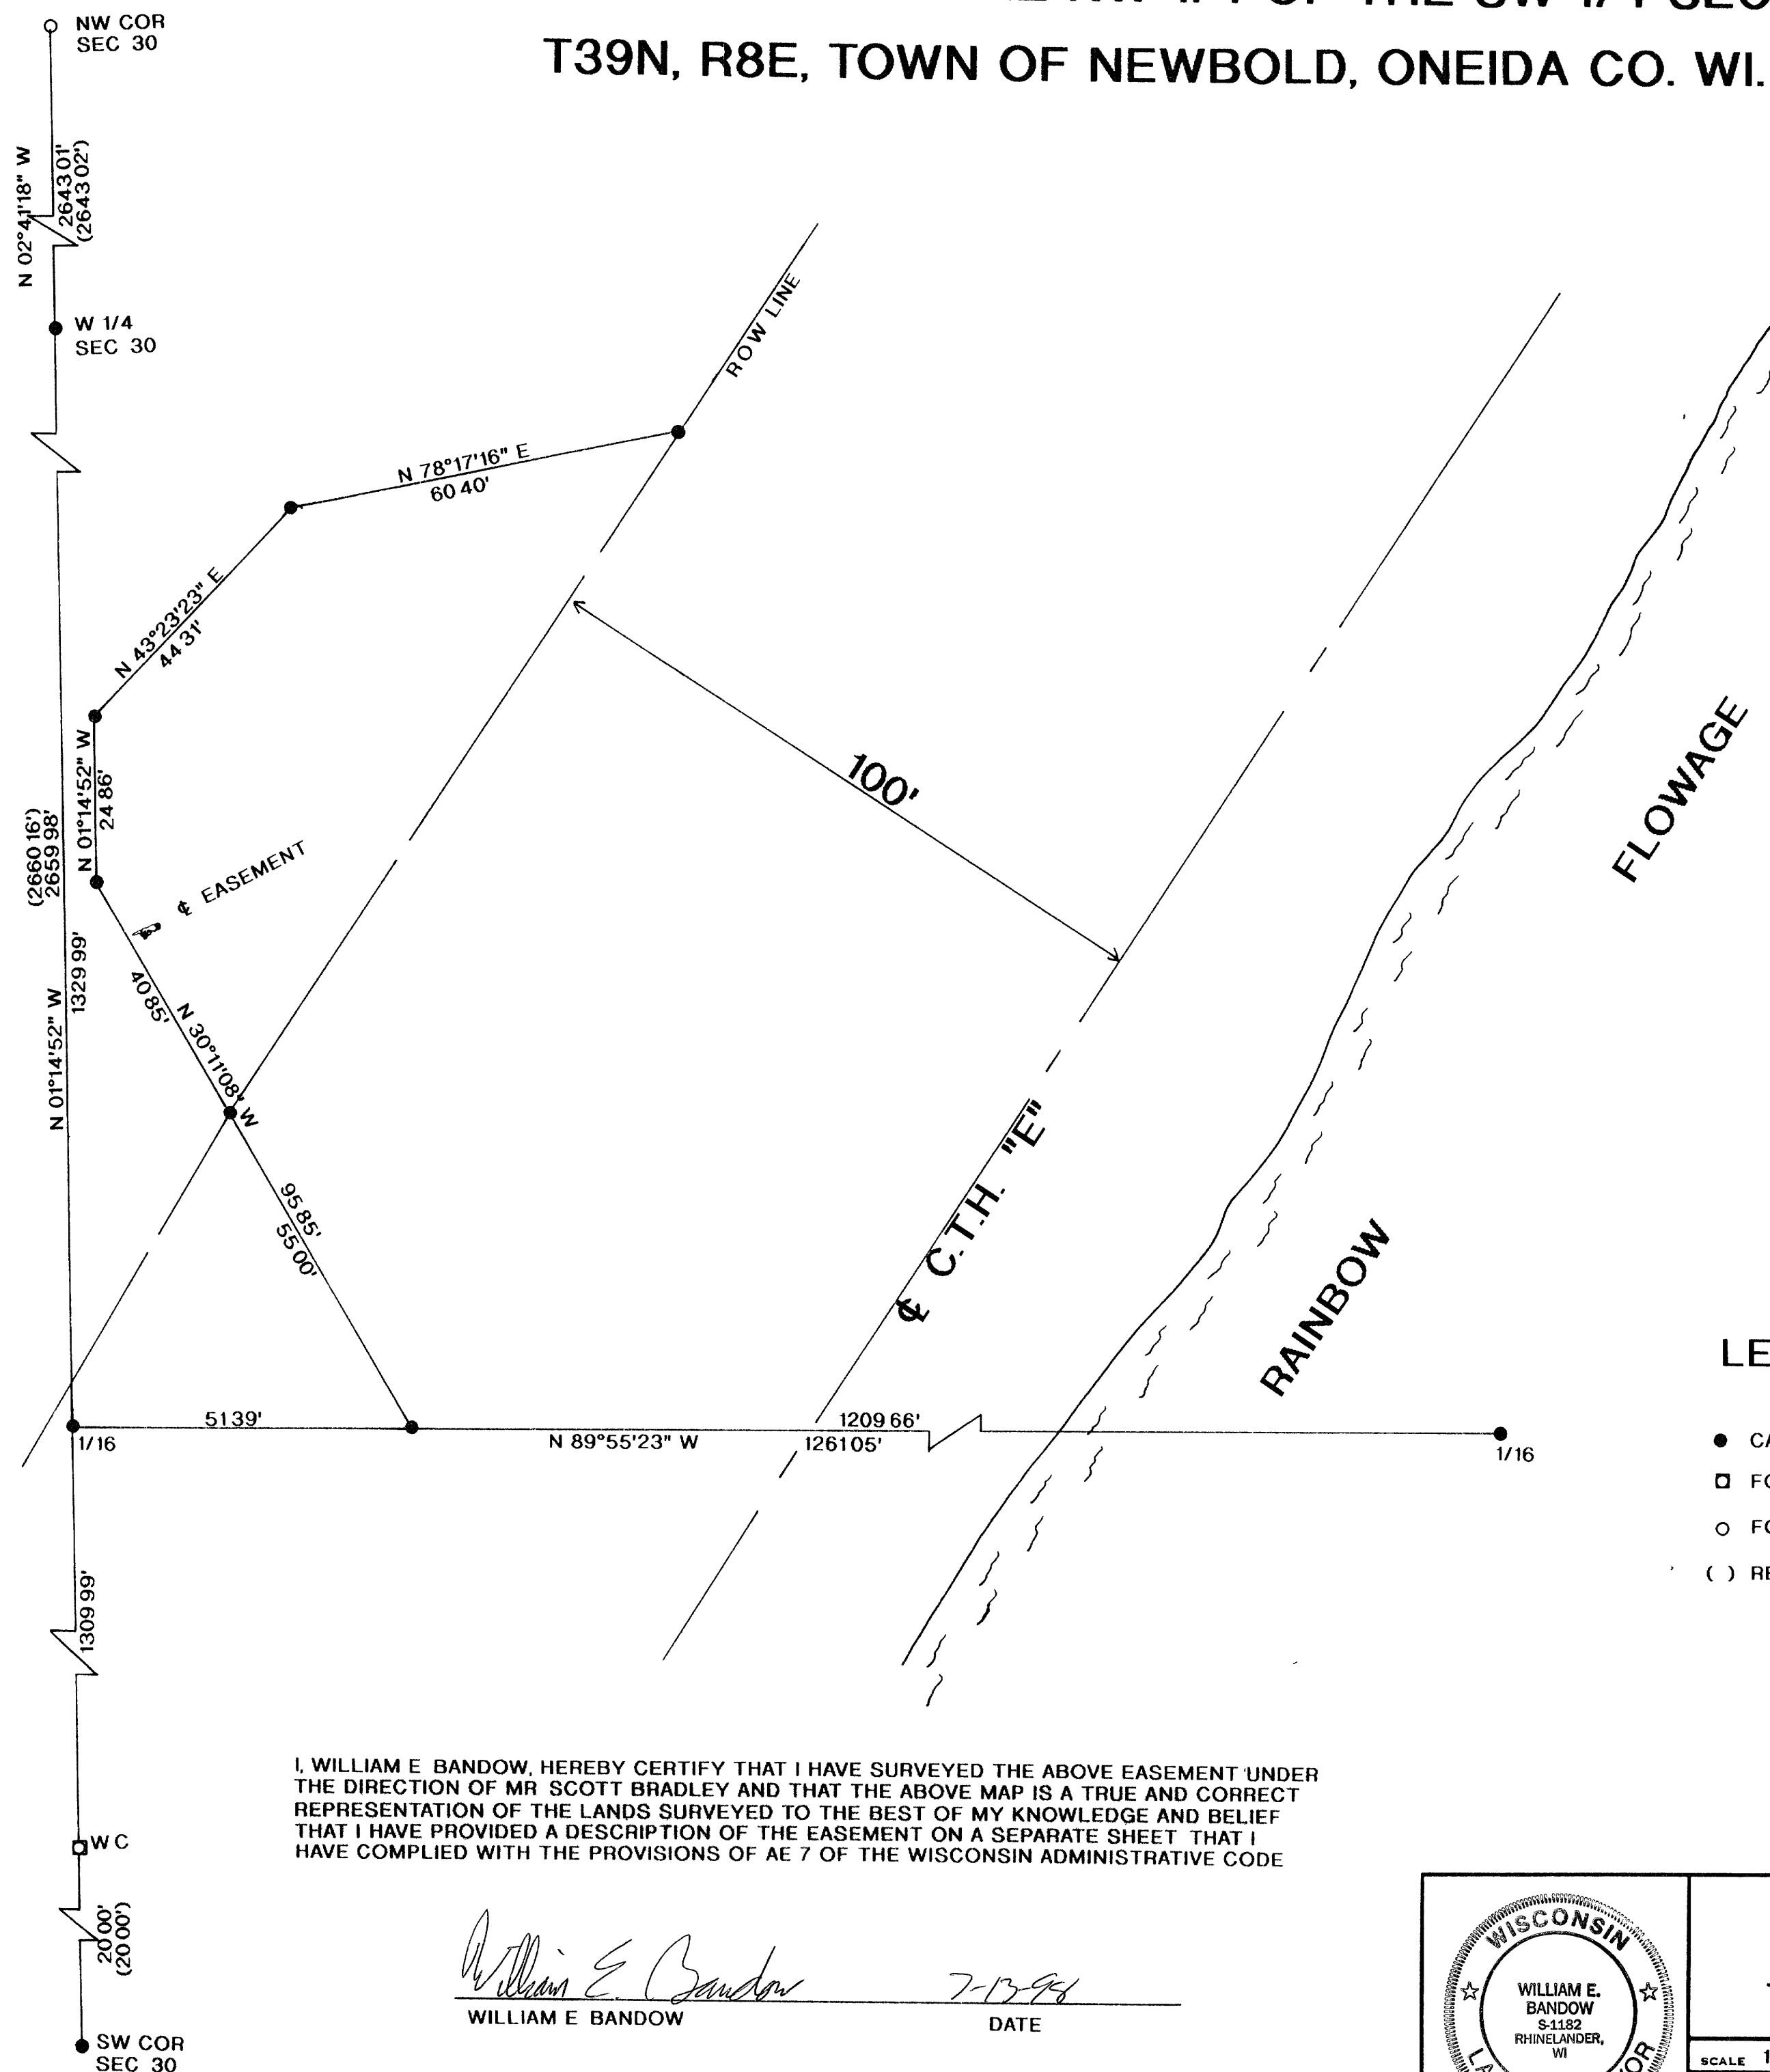 NW 1/4 OF THE SW 1/4
T39N, R8E, TOWN OF NEWBOLD, ONEIDA CO. WI.
NW COR
SEC 30
N 02°41'18" W
2643 01'
(2643 02')
W 1/4
SEC 30
ROW LINE
N 78°17'16" E
60 40'
N 43°23'23" E
44 31'
N 01°14'52" W
24 86'
100'
FLOWAGE
(2660 16')
2659 98'
℄ EASEMENT
1329 99'
N 01°14'52" W
40 85'
N 30°11'08" W
95 85'
55 00'
℄ C.T.H. "E"
RAINBOW
51 39'
1/16
N 89°55'23" W
1209 66'
1261 05'
1/16
1309 99'
I, WILLIAM E BANDOW, HEREBY CERTIFY THAT I HAVE SURVEYED THE ABOVE EASEMENT UNDER
THE DIRECTION OF MR SCOTT BRADLEY AND THAT THE ABOVE MAP IS A TRUE AND CORRECT
REPRESENTATION OF THE LANDS SURVEYED TO THE BEST OF MY KNOWLEDGE AND BELIEF
THAT I HAVE PROVIDED A DESCRIPTION OF THE EASEMENT ON A SEPARATE SHEET THAT I
HAVE COMPLIED WITH THE PROVISIONS OF AE 7 OF THE WISCONSIN ADMINISTRATIVE CODE
W C
20 00'
(20 00')
SW COR
SEC 30
William E. Bandow 7-13-98
WILLIAM E BANDOW DATE
WISCONSIN
WILLIAM E.
BANDOW
S-1182
RHINELANDER,
WI
SCALE